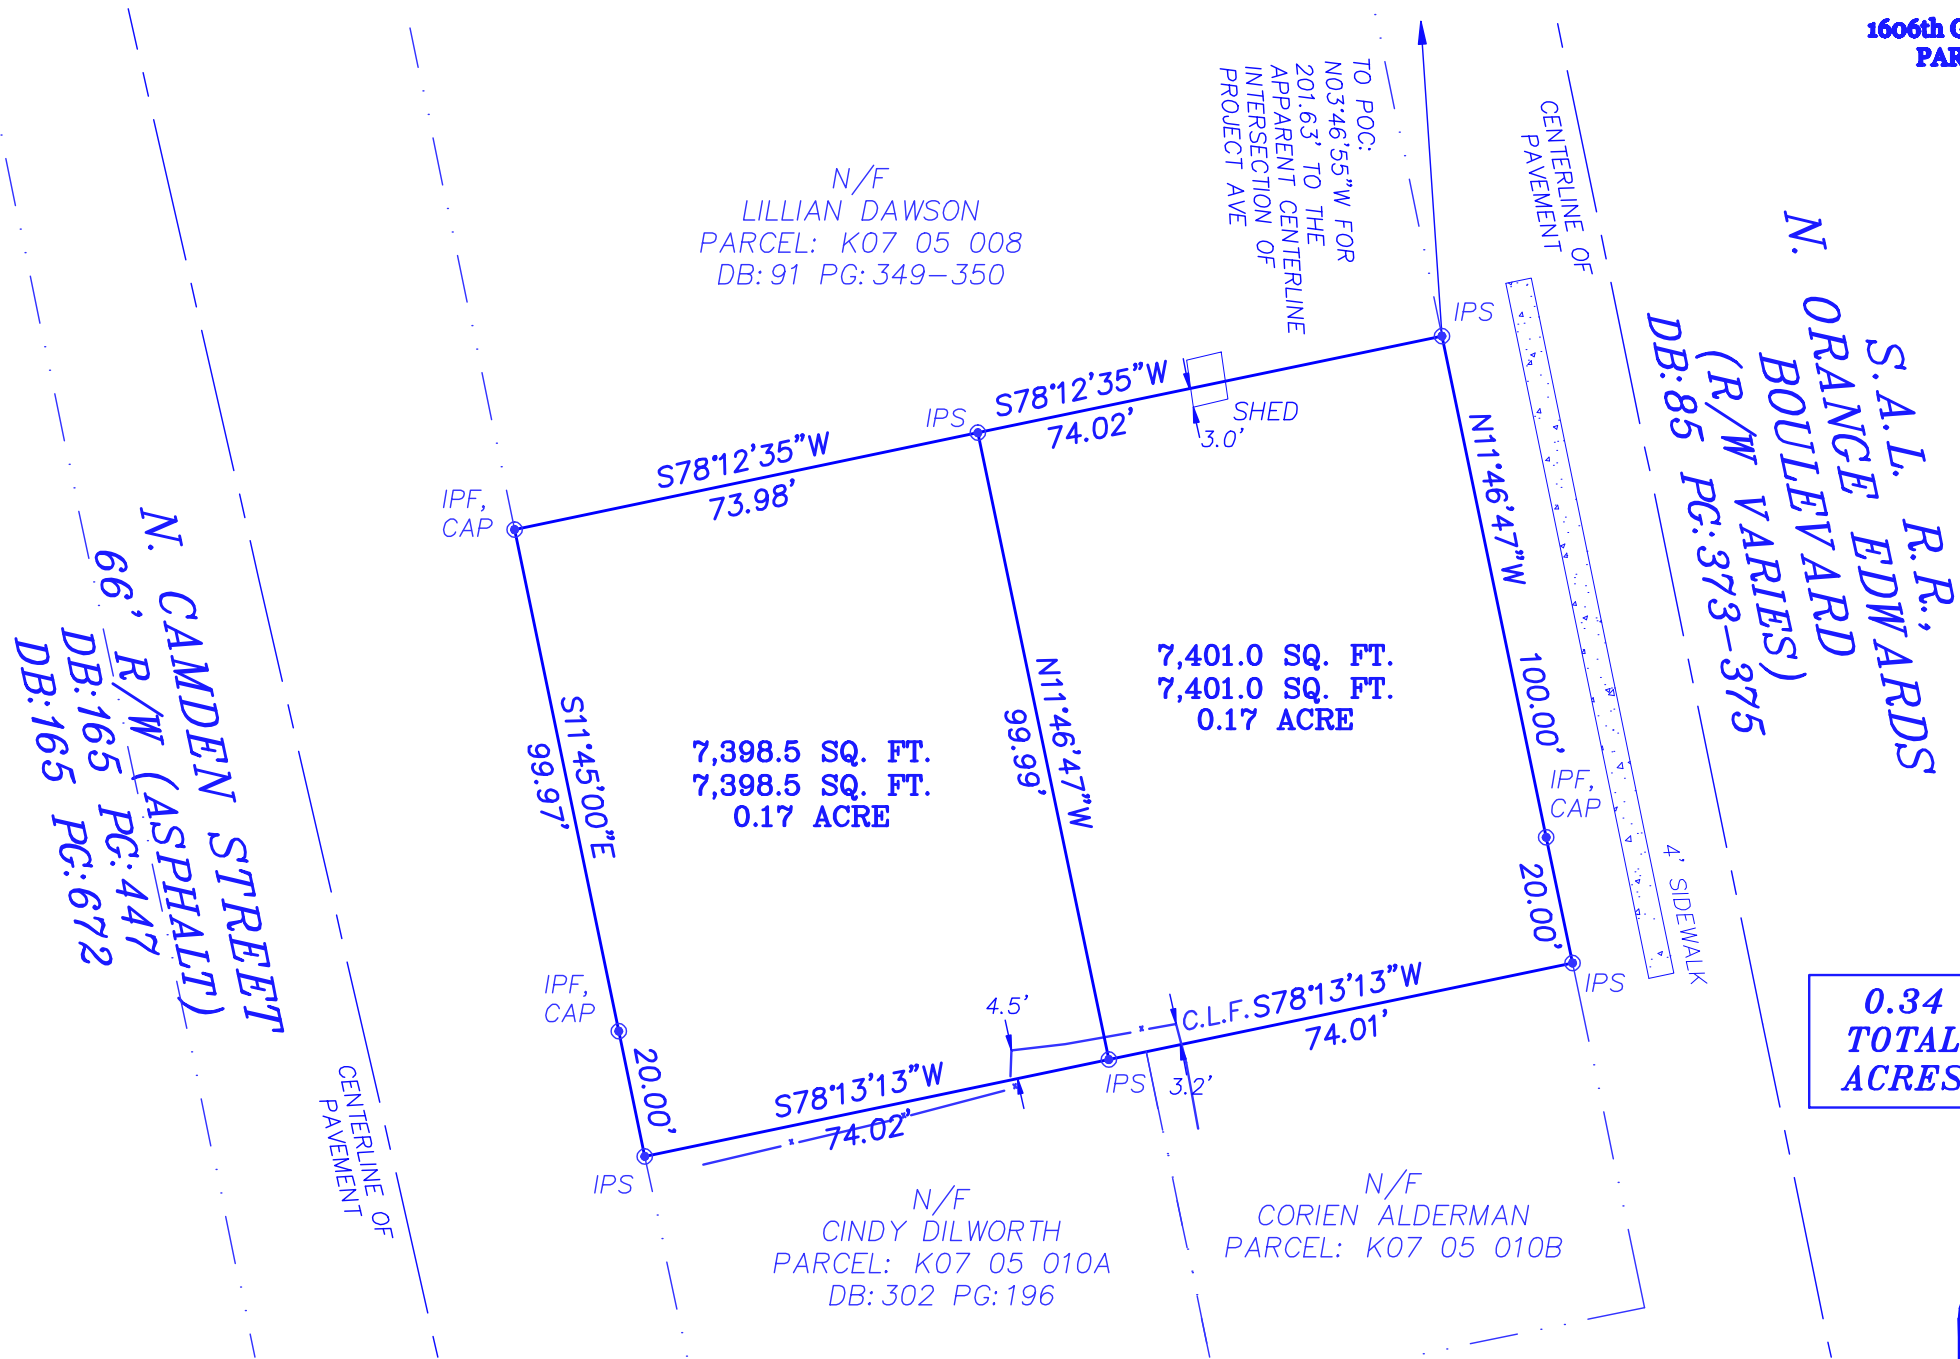 1606th G
PAR
TO POC:
N03°46'55"W FOR
201.63' TO THE
APPARENT CENTERLINE
INTERSECTION OF
PROJECT AVE
CENTERLINE OF
PAVEMENT
N/F
LILLIAN DAWSON
PARCEL: K07 05 008
DB: 91 PG: 349-350
S.A.L. R.R.,
N. ORANGE EDWARDS
BOULEVARD
(R/W VARIES)
DB:85 PG:373-375
IPS
S78°12'35"W
74.02'
SHED
3.0'
IPS
S78°12'35"W
73.98'
IPF,
CAP
N11°46'47"W
100.00'
N. CAMDEN STREET
66' R/W (ASPHALT)
DB:165 PG:447
DB:165 PG:672
S11°45'00"E
99.97'
N11°46'47"W
99.99'
7,401.0 SQ. FT.
7,401.0 SQ. FT.
0.17 ACRE
7,398.5 SQ. FT.
7,398.5 SQ. FT.
0.17 ACRE
IPF,
CAP
20.00'
4' SIDEWALK
IPS
IPF,
CAP
20.00'
4.5'
C.L.F. S78°13'13"W
74.01'
IPS
3.2'
S78°13'13"W
74.02'
IPS
CENTERLINE OF
PAVEMENT
0.34
TOTAL
ACRES
N/F
CINDY DILWORTH
PARCEL: K07 05 010A
DB: 302 PG: 196
N/F
CORIEN ALDERMAN
PARCEL: K07 05 010B